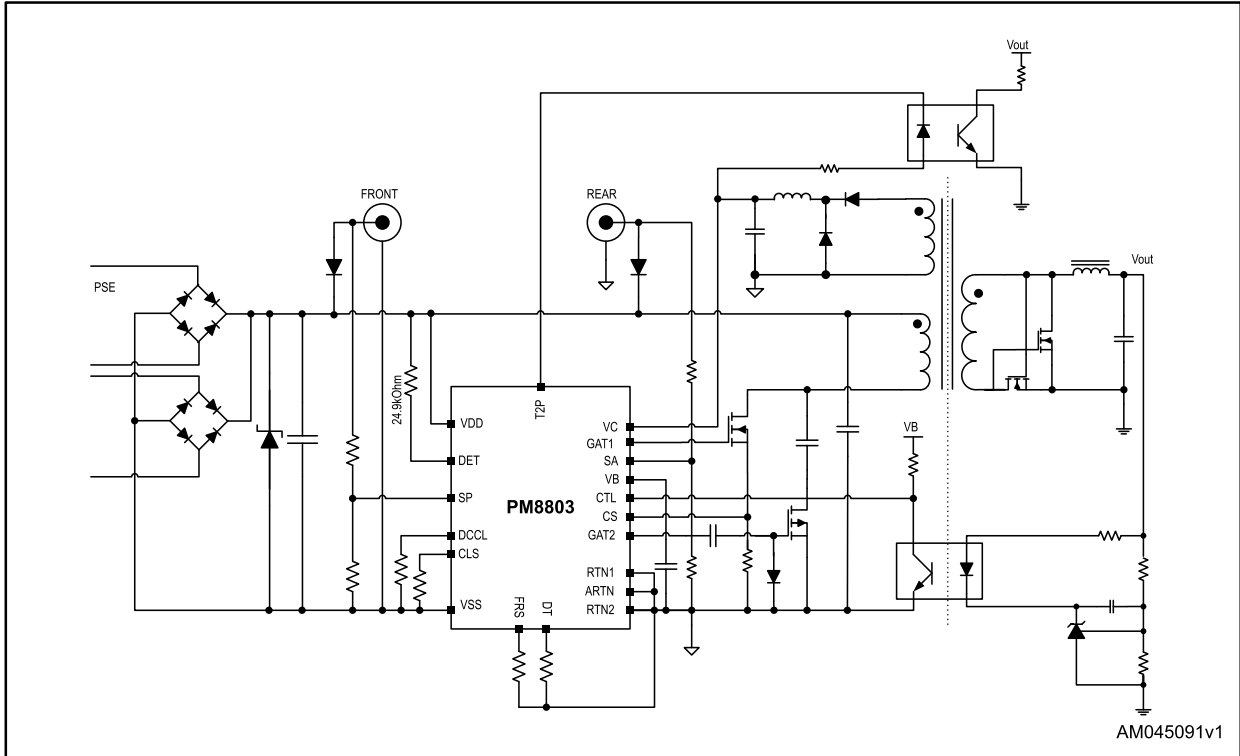 Vout
FRONT
REAR
PSE
Vout
24.9kOhm
T2P
VDD
DET
SP
DCCL
CLS
VSS
PM8803
VC
GAT1
SA
VB
CTL
CS
GAT2
RTN1
ARTN
RTN2
FRS
DT
VB
AM045091v1